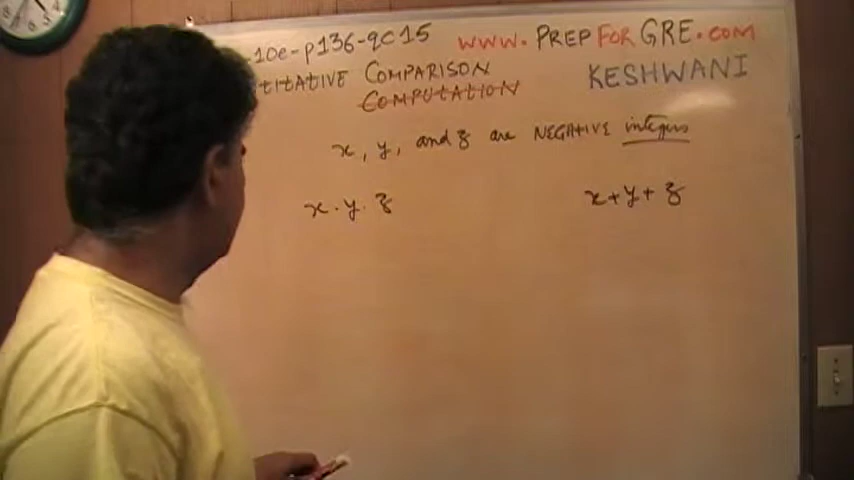 -10e-p136-qc15
www.PREPFORGRE.com
TITATIVE COMPARISON
KESHWANI
COMPUTATION
x, y, and z are NEGATIVE integers
x . y . z
x + y + z